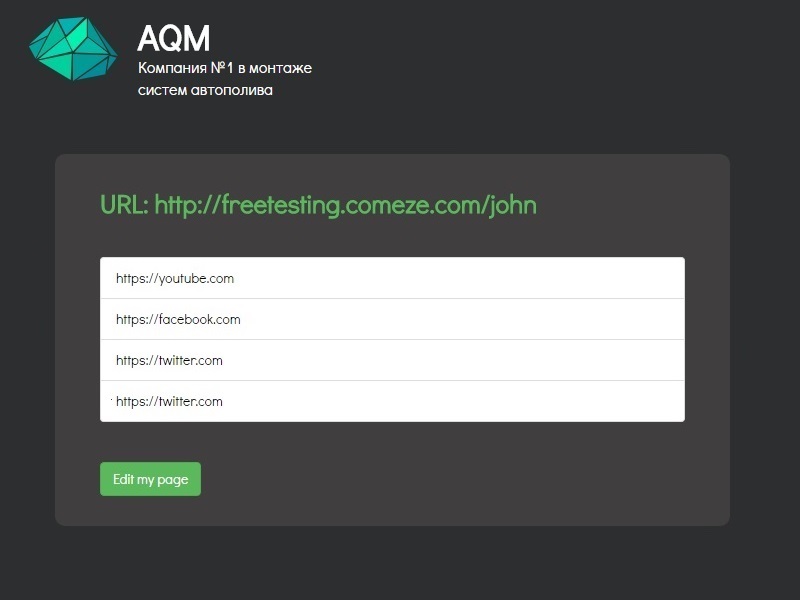 AQM
Компания №1 в монтаже
систем автополива
URL: http://freetesting.comeze.com/john
https://youtube.com
https://facebook.com
https://twitter.com
https://twitter.com
Edit my page